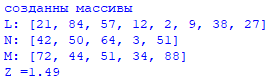 созданны массивы
L: [21, 84, 57, 12, 2, 9, 38, 27]
N: [42, 50, 64, 3, 51]
M: [72, 44, 51, 34, 88]
Z =1.49